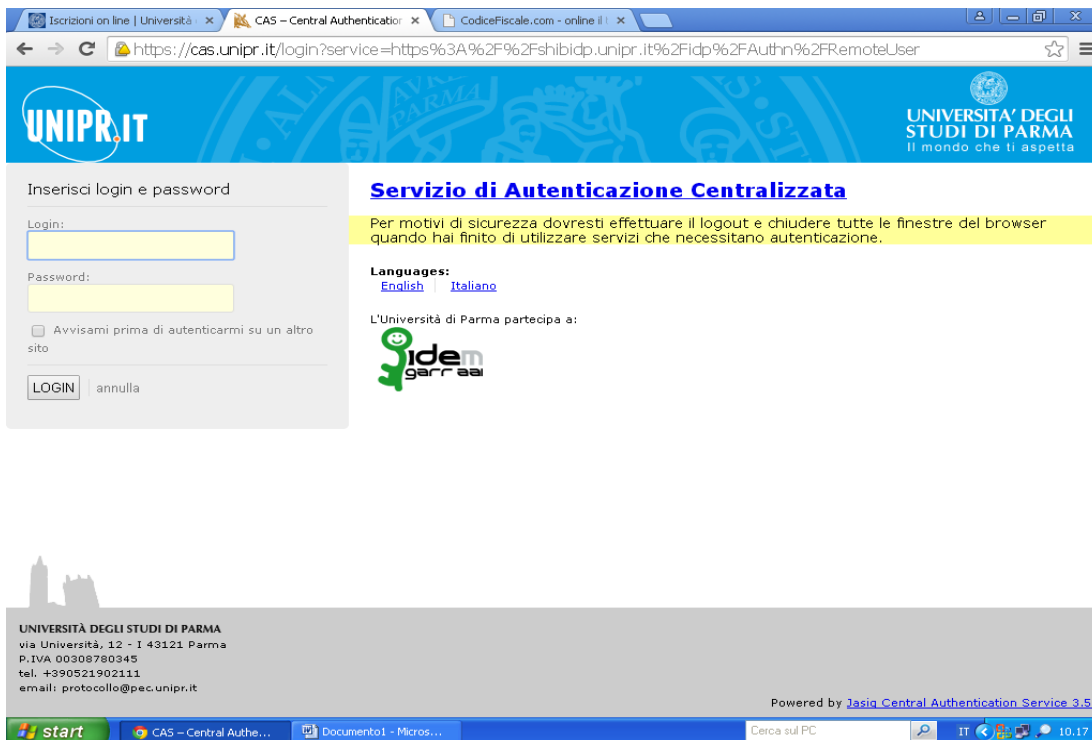 Iscrizioni on line | Università
CAS – Central Authentication
CodiceFiscale.com - online il
https://cas.unipr.it/login?service=https%3A%2F%2Fshibidp.unipr.it%2Fidp%2FAuthn%2FRemoteUser
UNIPR.IT
UNIVERSITA' DEGLI
STUDI DI PARMA
Il mondo che ti aspetta
Inserisci login e password
Login:
Password:
Avvisami prima di autenticarmi su un altro
sito
LOGIN
annulla
Servizio di Autenticazione Centralizzata
Per motivi di sicurezza dovresti effettuare il logout e chiudere tutte le finestre del browser
quando hai finito di utilizzare servizi che necessitano autenticazione.
Languages:
English Italiano
L'Università di Parma partecipa a:
idem
garr aai
UNIVERSITÀ DEGLI STUDI DI PARMA
via Università, 12 - I 43121 Parma
P.IVA 00308780345
tel. +390521902111
email: protocollo@pec.unipr.it
Powered by Jasig Central Authentication Service 3.5
start
CAS – Central Authe...
Documento1 - Micros...
Cerca sul PC
IT
10.17